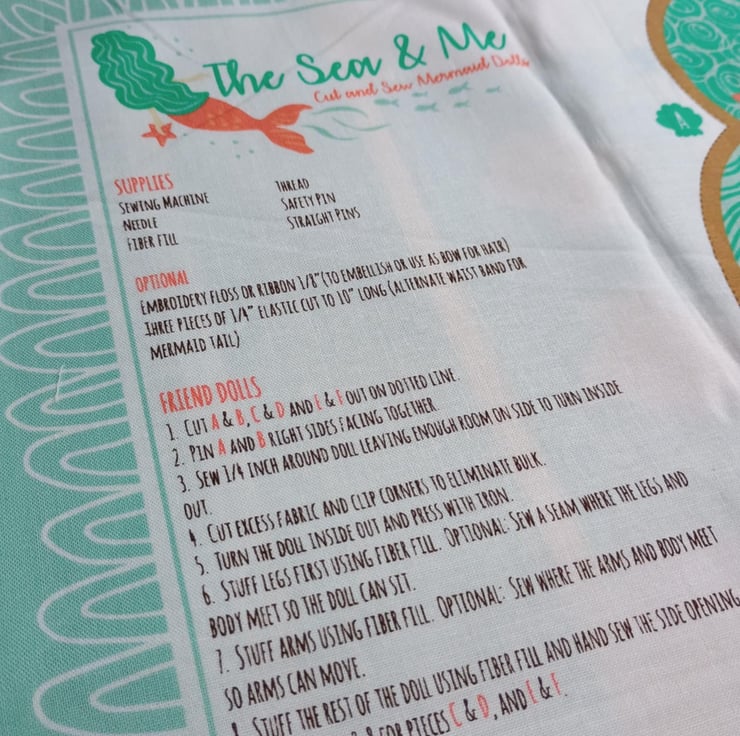 The Sea & Me
Cut and Sew Mermaid Dolls
A
SUPPLIES
SEWING MACHINE
NEEDLE
FIBER FILL
THREAD
SAFETY PIN
STRAIGHT PINS
OPTIONAL
EMBROIDERY FLOSS OR RIBBON 1/8" (TO EMBELLISH OR USE AS BOW FOR HAIR)
THREE PIECES OF 1/4" ELASTIC CUT TO 10" LONG (ALTERNATE WAIST BAND FOR
MERMAID TAIL)
FRIEND DOLLS
1. CUT A & B, C & D AND E & F OUT ON DOTTED LINE.
2. PIN A AND B RIGHT SIDES FACING TOGETHER.
3. SEW 1/4 INCH AROUND DOLL LEAVING ENOUGH ROOM ON SIDE TO TURN INSIDE
OUT.
4. CUT EXCESS FABRIC AND CLIP CORNERS TO ELIMINATE BULK.
5. TURN THE DOLL INSIDE OUT AND PRESS WITH IRON.
6. STUFF LEGS FIRST USING FIBER FILL. OPTIONAL: SEW A SEAM WHERE THE LEGS AND
BODY MEET SO THE DOLL CAN SIT.
7. STUFF ARMS USING FIBER FILL. OPTIONAL: SEW WHERE THE ARMS AND BODY MEET
SO ARMS CAN MOVE.
8. STUFF THE REST OF THE DOLL USING FIBER FILL AND HAND SEW THE SIDE OPENING
FOR PIECES C & D, AND E & F.